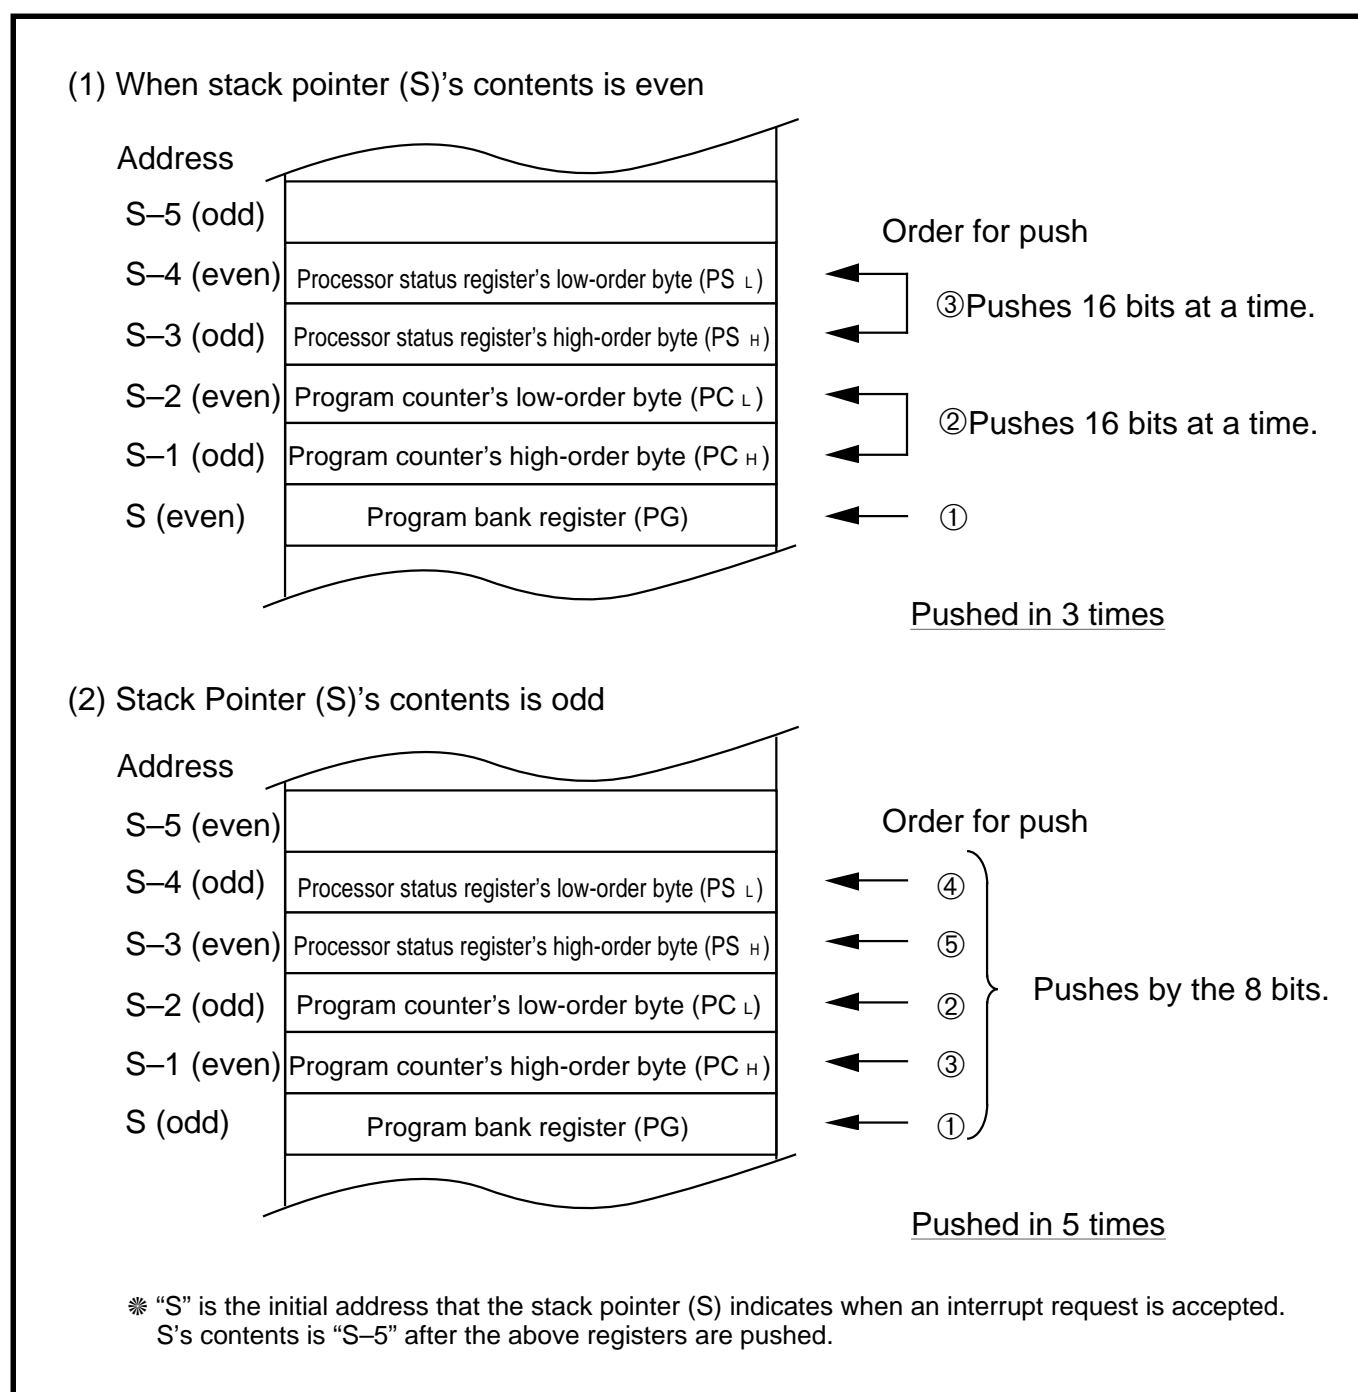 (1) When stack pointer (S)’s contents is even
Address
S–5 (odd)
Order for push
S–4 (even) Processor status register’s low-order byte (PS L)
S–3 (odd) Processor status register’s high-order byte (PS H)
③Pushes 16 bits at a time.
S–2 (even) Program counter’s low-order byte (PC L)
S–1 (odd) Program counter’s high-order byte (PC H)
②Pushes 16 bits at a time.
S (even) Program bank register (PG) ①
Pushed in 3 times
(2) Stack Pointer (S)’s contents is odd
Address
S–5 (even)
Order for push
S–4 (odd) Processor status register’s low-order byte (PS L) ④
S–3 (even) Processor status register’s high-order byte (PS H) ⑤
Pushes by the 8 bits.
S–2 (odd) Program counter’s low-order byte (PC L) ②
S–1 (even) Program counter’s high-order byte (PC H) ③
S (odd) Program bank register (PG) ①
Pushed in 5 times
❋ “S” is the initial address that the stack pointer (S) indicates when an interrupt request is accepted.
S’s contents is “S–5” after the above registers are pushed.